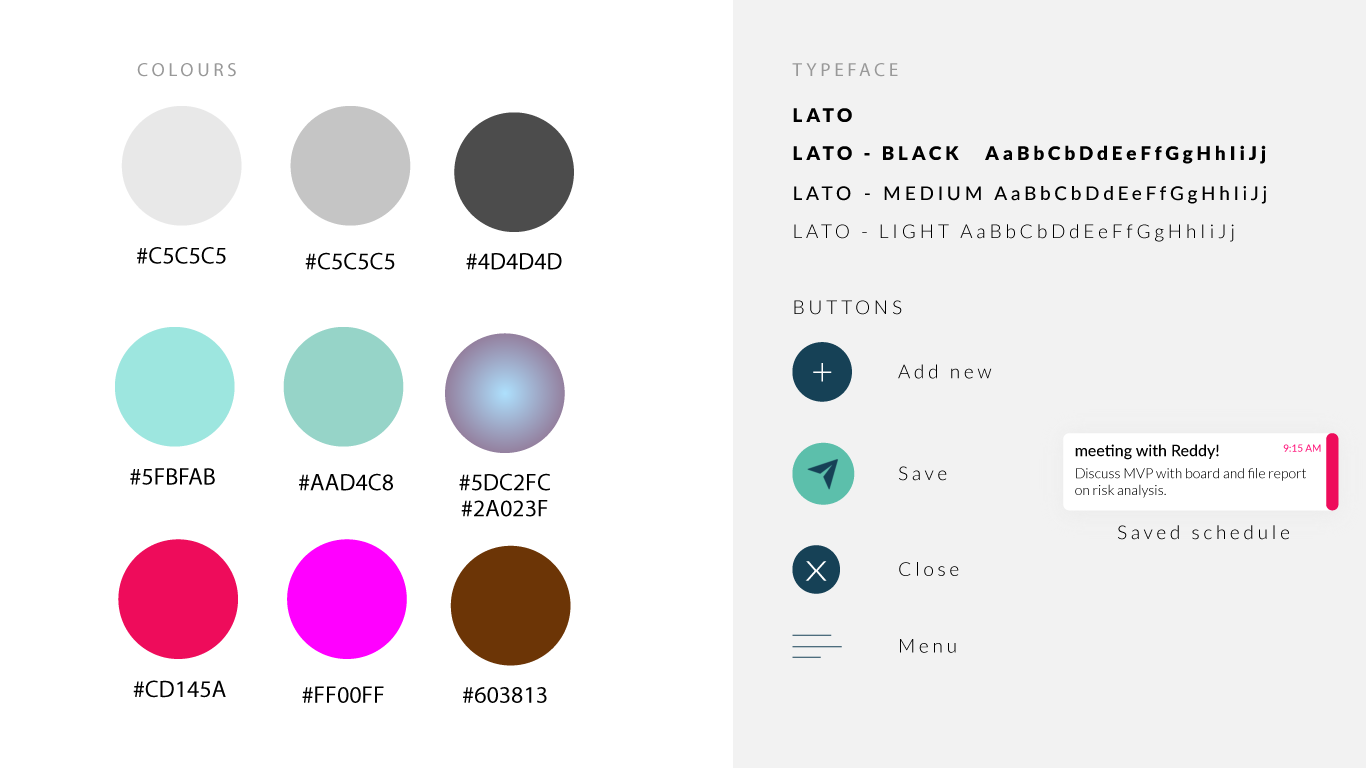 COLOURS
#C5C5C5
#C5C5C5
#4D4D4D
#5FBFAB
#AAD4C8
#5DC2FC
#2A023F
#CD145A
#FF00FF
#603813
TYPEFACE
LATO
LATO - BLACK AaBbCbDdEeFfGgHhIiJj
LATO - MEDIUM AaBbCbDdEeFfGgHhIiJj
LATO - LIGHT AaBbCbDdEeFfGgHhIiJj
BUTTONS
Add new
Save
meeting with Reddy! 9:15 AM
Discuss MVP with board and file report
on risk analysis.
Saved schedule
Close
Menu